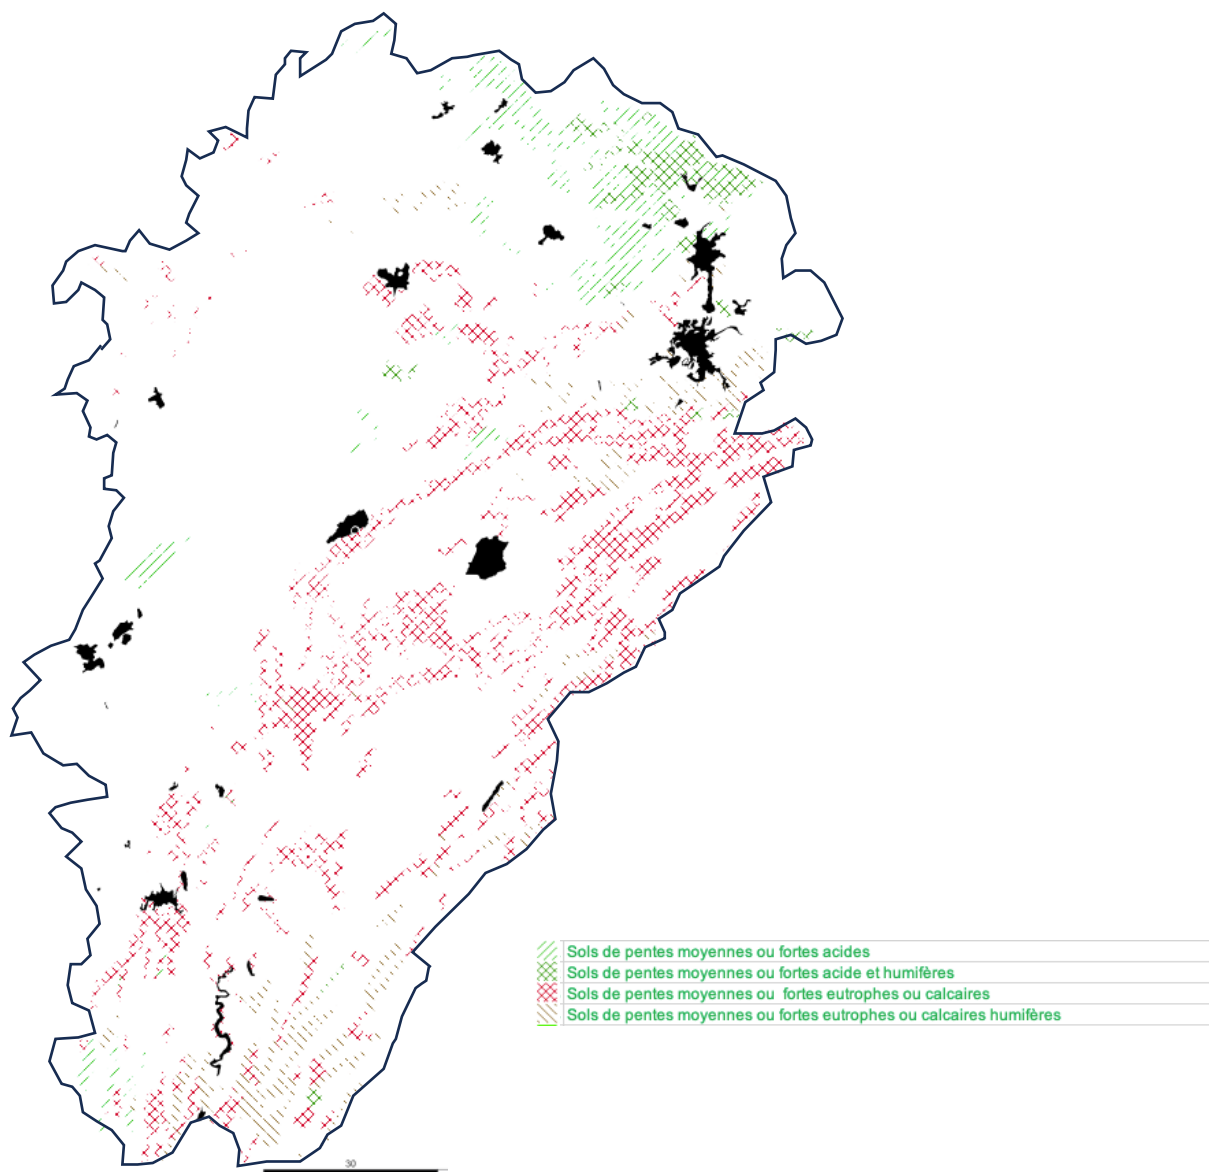 Sols de pentes moyennes ou fortes acides
Sols de pentes moyennes ou fortes acide et humifères
Sols de pentes moyennes ou fortes eutrophes ou calcaires
Sols de pentes moyennes ou fortes eutrophes ou calcaires humifères
30